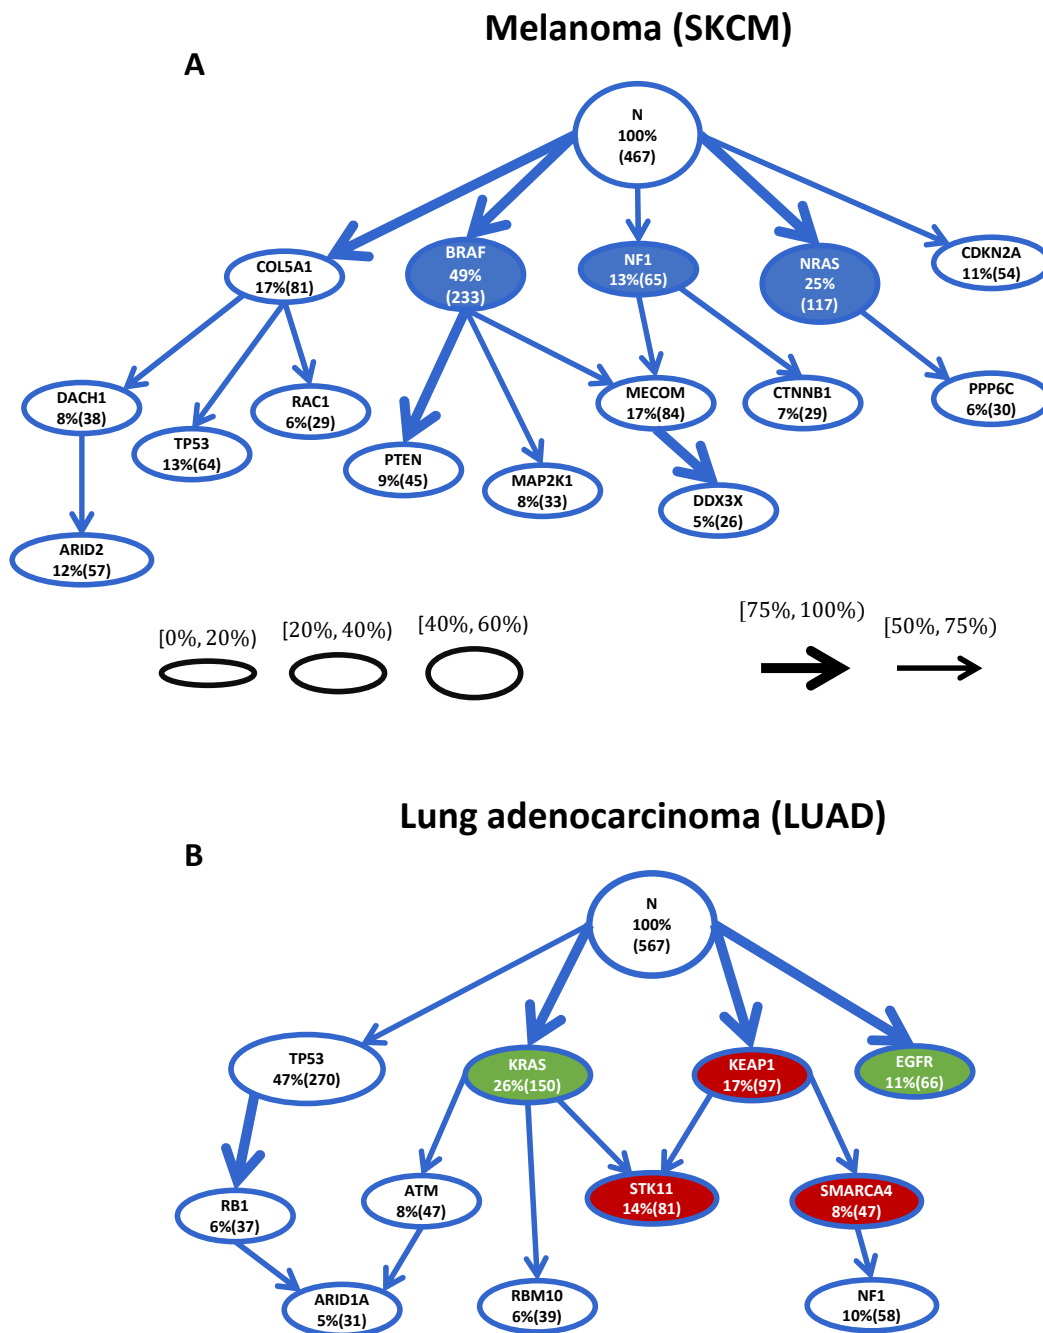 Melanoma (SKCM)
A
N
100%
(467)
COL5A1
17%(81)
BRAF
49%
(233)
NF1
13%(65)
NRAS
25%
(117)
CDKN2A
11%(54)
DACH1
8%(38)
TP53
13%(64)
RAC1
6%(29)
PTEN
9%(45)
MAP2K1
8%(33)
MECOM
17%(84)
CTNNB1
7%(29)
PPP6C
6%(30)
DDX3X
5%(26)
ARID2
12%(57)
[0%, 20%)
[20%, 40%)
[40%, 60%)
[75%, 100%)
[50%, 75%)
Lung adenocarcinoma (LUAD)
B
N
100%
(567)
TP53
47%(270)
KRAS
26%(150)
KEAP1
17%(97)
EGFR
11%(66)
RB1
6%(37)
ATM
8%(47)
STK11
14%(81)
SMARCA4
8%(47)
ARID1A
5%(31)
RBM10
6%(39)
NF1
10%(58)